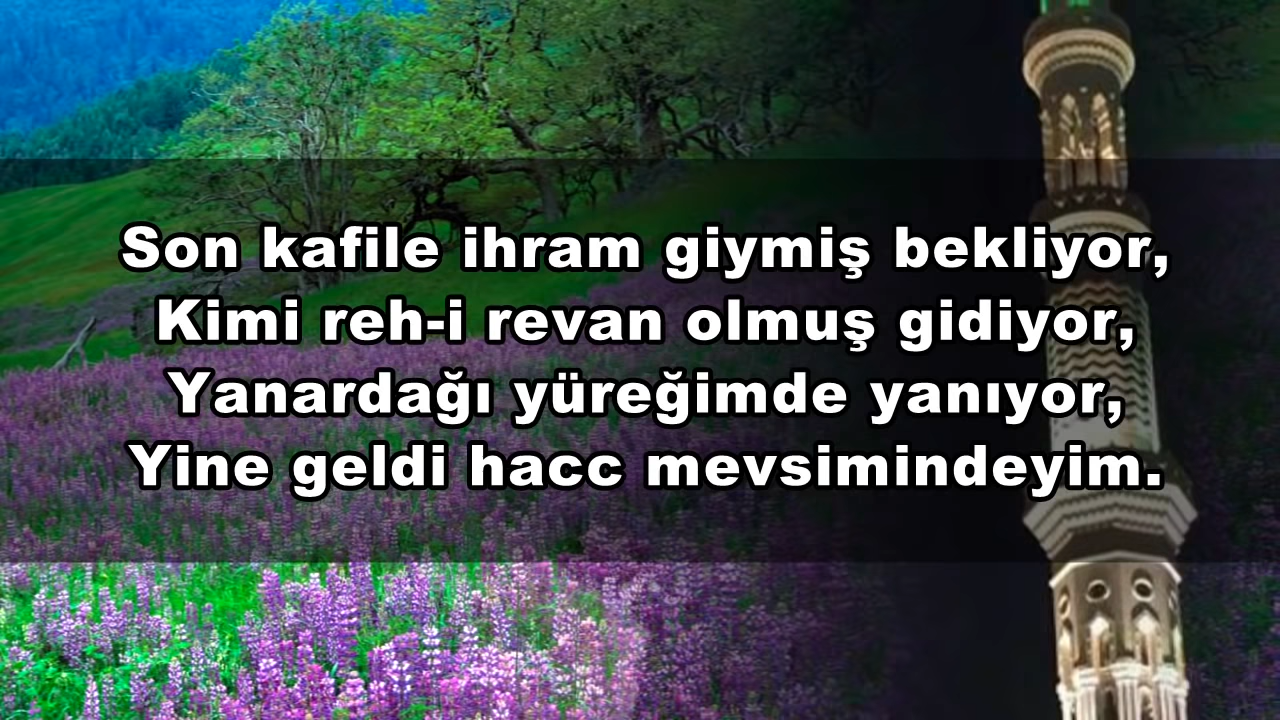 Son kafile ihram giymiş bekliyor,
Kimi reh-i revan olmuş gidiyor,
Yanardağı yüreğimde yanıyor,
Yine geldi hacc mevsimindeyim.